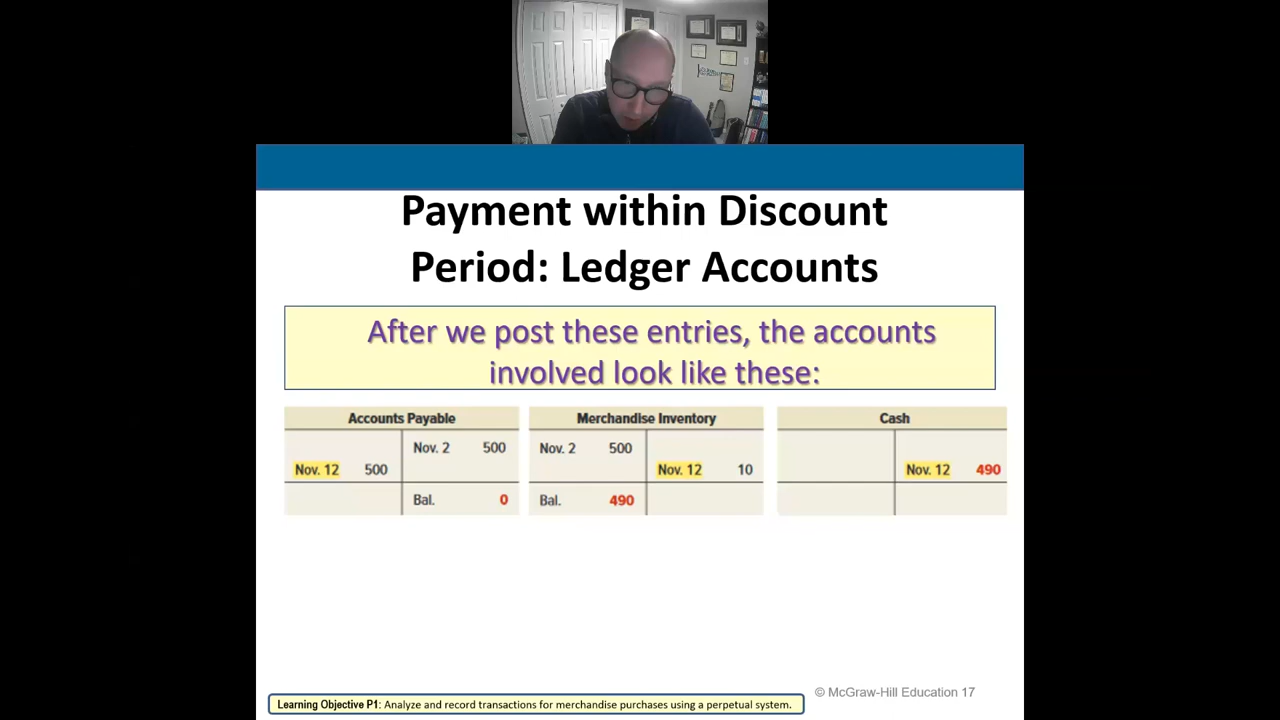 Payment within Discount
Period: Ledger Accounts
After we post these entries, the accounts
involved look like these:
Accounts Payable
Nov. 2 500
Nov. 12 500
Bal. 0
Merchandise Inventory
Nov. 2 500
Nov. 12 10
Bal. 490
Cash
Nov. 12 490
© McGraw-Hill Education 17
Learning Objective P1: Analyze and record transactions for merchandise purchases using a perpetual system.